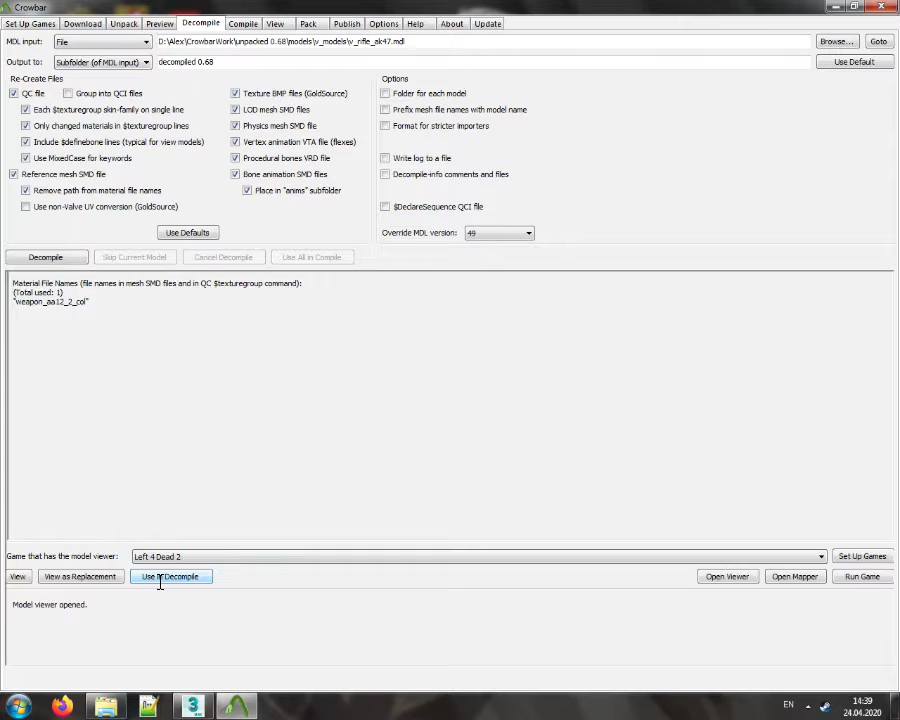 Crowbar
Set Up Games Download Unpack Preview Decompile Compile View Pack Publish Options Help About Update
MDL input: File D:\Alex\CrowbarWork\unpacked 0.68\models\v_models\v_rifle_ak47.mdl Browse... Goto
Output to: Subfolder (of MDL input) decompiled 0.68 Use Default
Re-Create Files Options
QC file Group into QCI files Texture BMP files (GoldSource) Folder for each model
Each $texturegroup skin-family on single line LOD mesh SMD files Prefix mesh file names with model name
Only changed materials in $texturegroup lines Physics mesh SMD file Format for stricter importers
Include $definebone lines (typical for view models) Vertex animation VTA file (flexes)
Use MixedCase for keywords Procedural bones VRD file Write log to a file
Reference mesh SMD file Bone animation SMD files Decompile-info comments and files
Remove path from material file names Place in "anims" subfolder
Use non-Valve UV conversion (GoldSource) $DeclareSequence QCI file
Use Defaults Override MDL version: 49
Decompile Skip Current Model Cancel Decompile Use All in Compile
Material File Names (file names in mesh SMD files and in QC $texturegroup command):
(Total used: 1)
"weapon_aa12_2_col"
Game that has the model viewer: Left 4 Dead 2 Set Up Games
View View as Replacement Use Decompile Open Viewer Open Mapper Run Game
Model viewer opened.
EN 14:39
24.04.2020